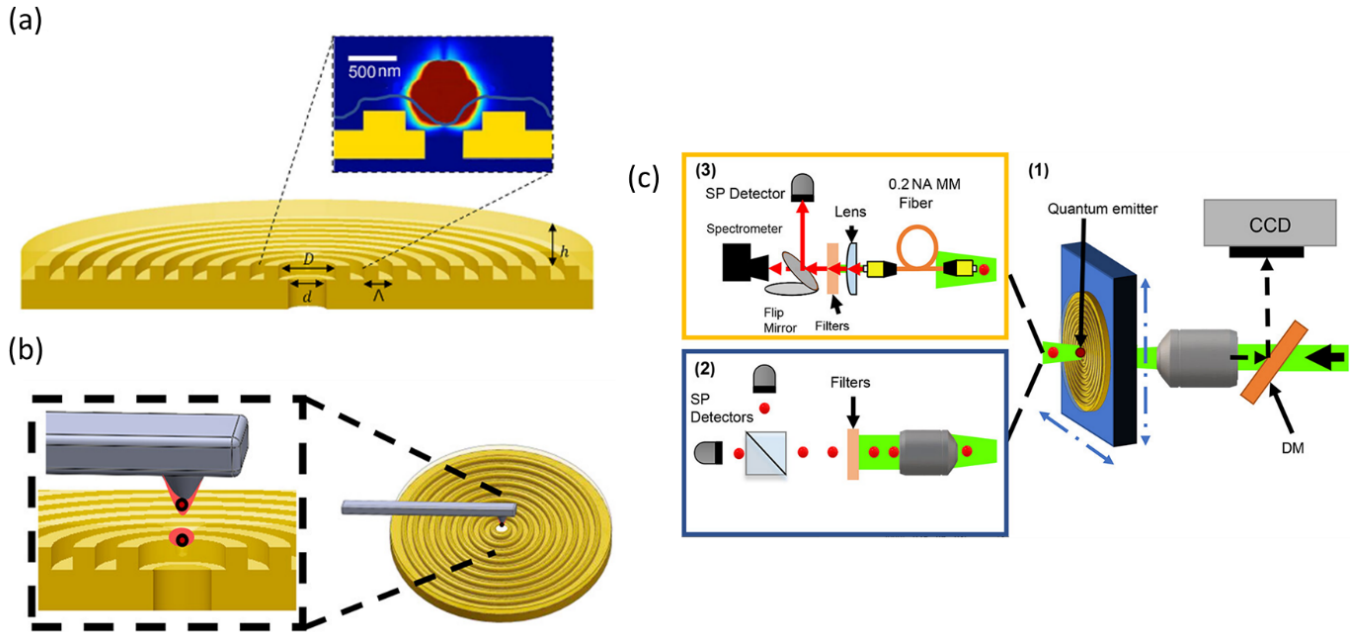 (a)
500 nm
D
d
Λ
h
(b)
(c)
(3)
SP Detector
Lens
0.2 NA MM
Fiber
Spectrometer
Flip
Mirror
Filters
(2)
SP
Detectors
Filters
(1)
Quantum emitter
CCD
DM